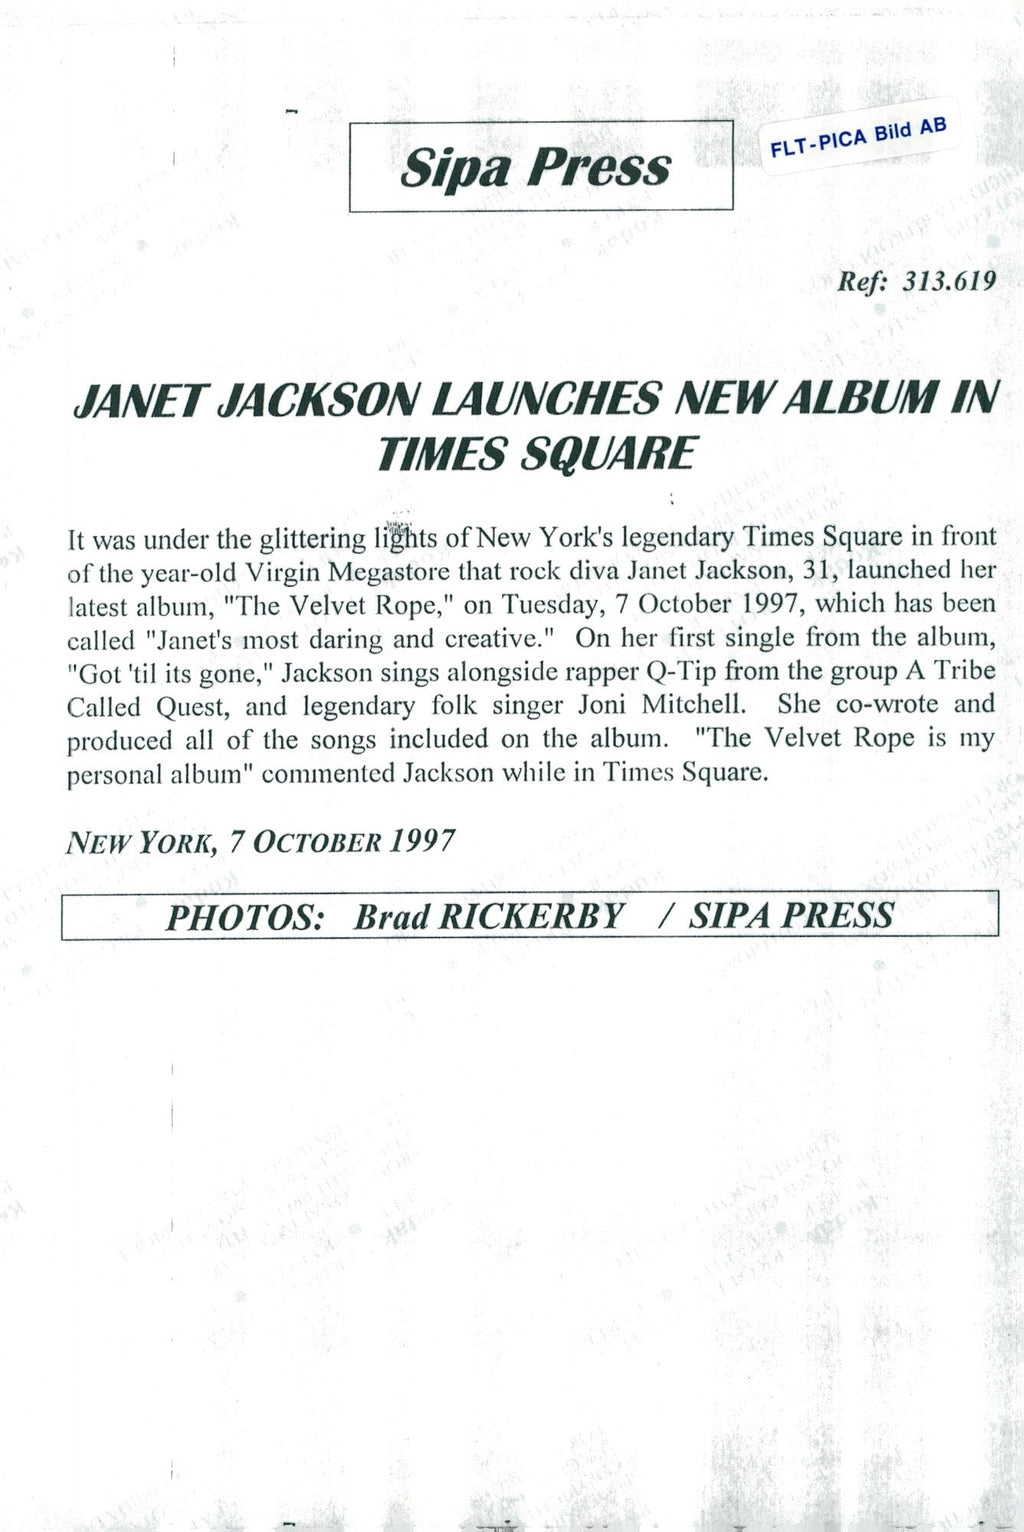 Sipa Press
FLT-PICA Bild AB
Ref: 313.619
JANET JACKSON LAUNCHES NEW ALBUM IN
TIMES SQUARE
It was under the glittering lights of New York's legendary Times Square in front
of the year-old Virgin Megastore that rock diva Janet Jackson, 31, launched her
latest album, "The Velvet Rope," on Tuesday, 7 October 1997, which has been
called "Janet's most daring and creative." On her first single from the album,
"Got 'til its gone," Jackson sings alongside rapper Q-Tip from the group A Tribe
Called Quest, and legendary folk singer Joni Mitchell. She co-wrote and
produced all of the songs included on the album. "The Velvet Rope is my
personal album" commented Jackson while in Times Square.
NEW YORK, 7 OCTOBER 1997
PHOTOS: Brad RICKERBY / SIPA PRESS